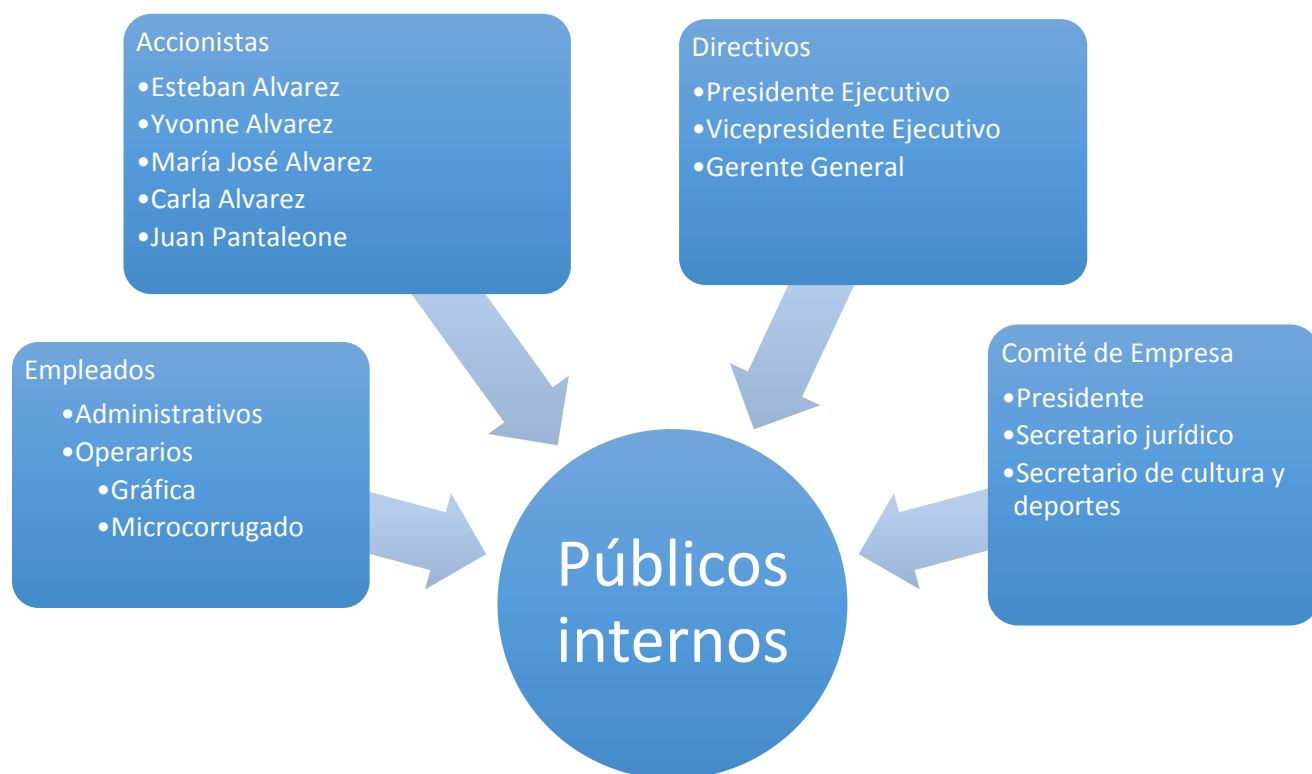 Accionistas
•Esteban Alvarez
•Yvonne Alvarez
•María José Alvarez
•Carla Alvarez
•Juan Pantaleone
Directivos
•Presidente Ejecutivo
•Vicepresidente Ejecutivo
•Gerente General
Empleados
•Administrativos
•Operarios
•Gráfica
•Microcorrugado
Comité de Empresa
•Presidente
•Secretario jurídico
•Secretario de cultura y
deportes
Públicos
internos